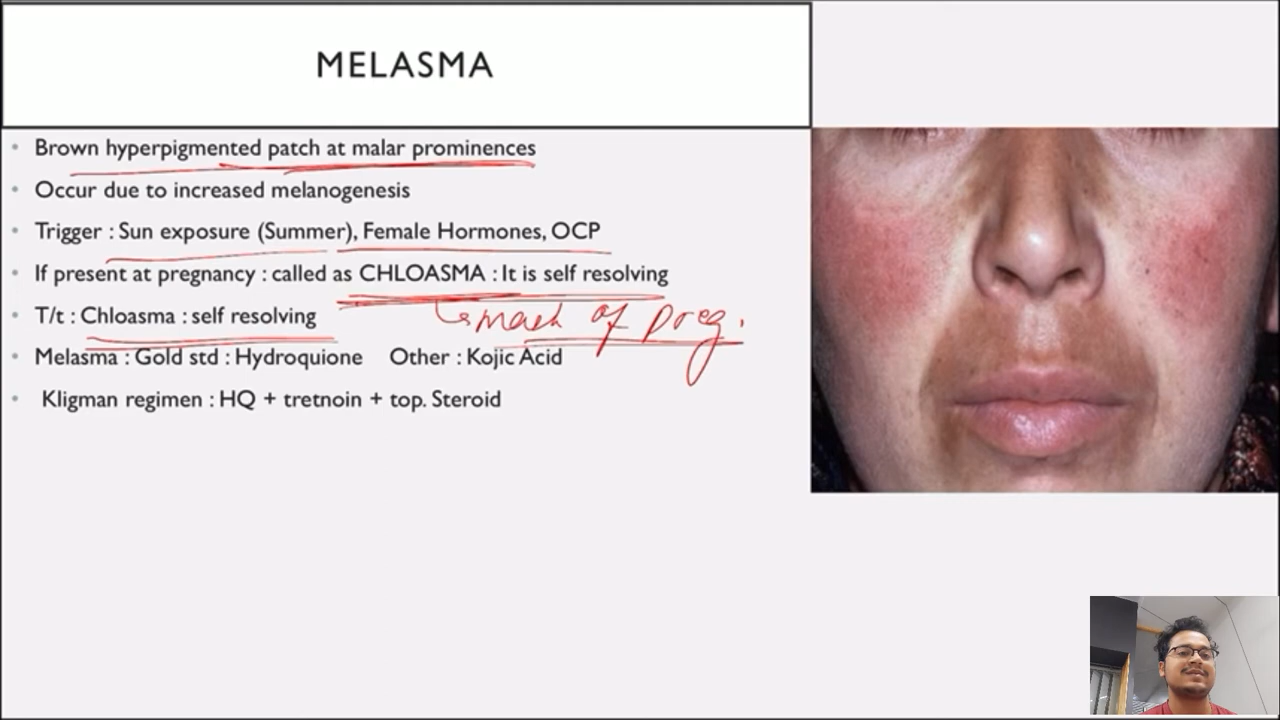 MELASMA
• Brown hyperpigmented patch at malar prominences
• Occur due to increased melanogenesis
• Trigger : Sun exposure (Summer), Female Hormones, OCP
• If present at pregnancy : called as CHLOASMA : It is self resolving
mask of preg.
• T/t : Chloasma : self resolving
• Melasma : Gold std : Hydroquione Other : Kojic Acid
• Kligman regimen : HQ + tretnoin + top. Steroid